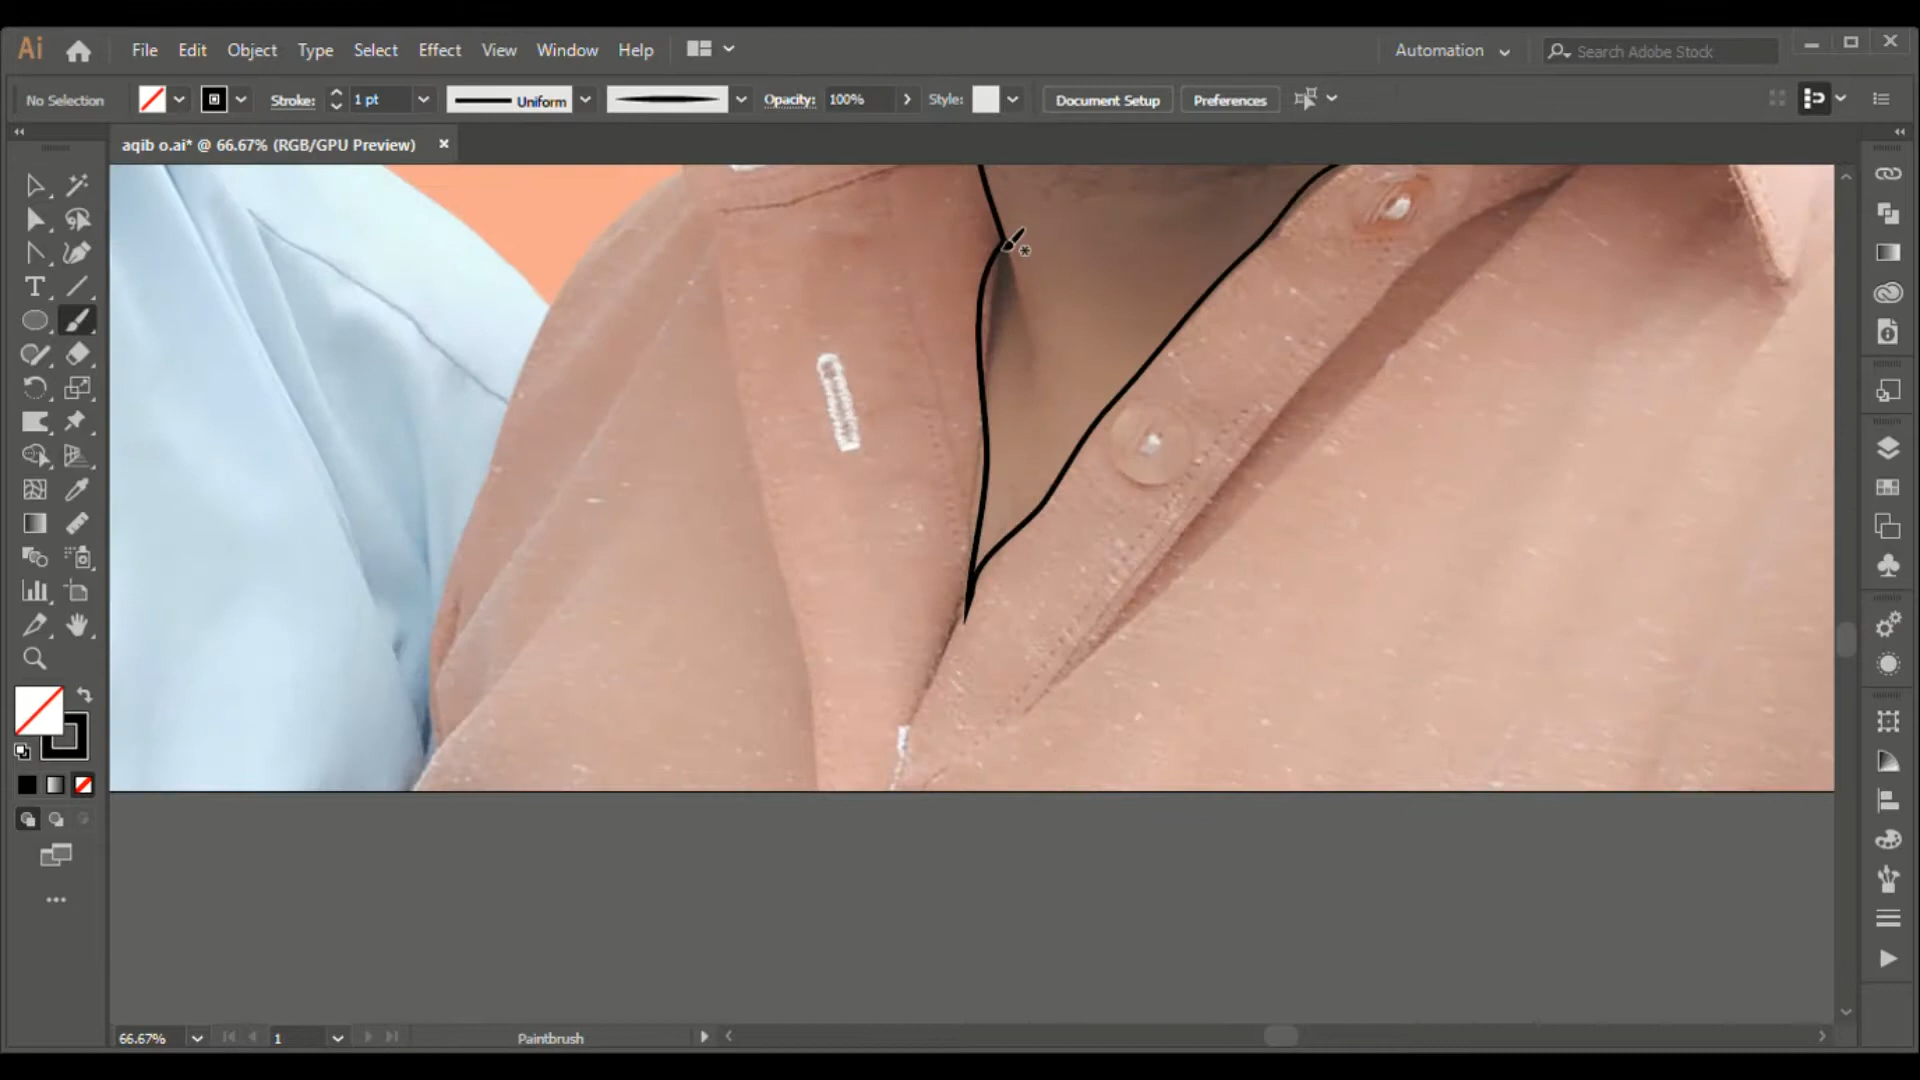 Ai File Edit Object Type Select Effect View Window Help Automation Search Adobe Stock
No Selection Stroke: 1 pt Uniform Opacity: 100% Style: Document Setup Preferences
aqib o.ai* @ 66.67% (RGB/GPU Preview) ×
66.67% 1 Paintbrush